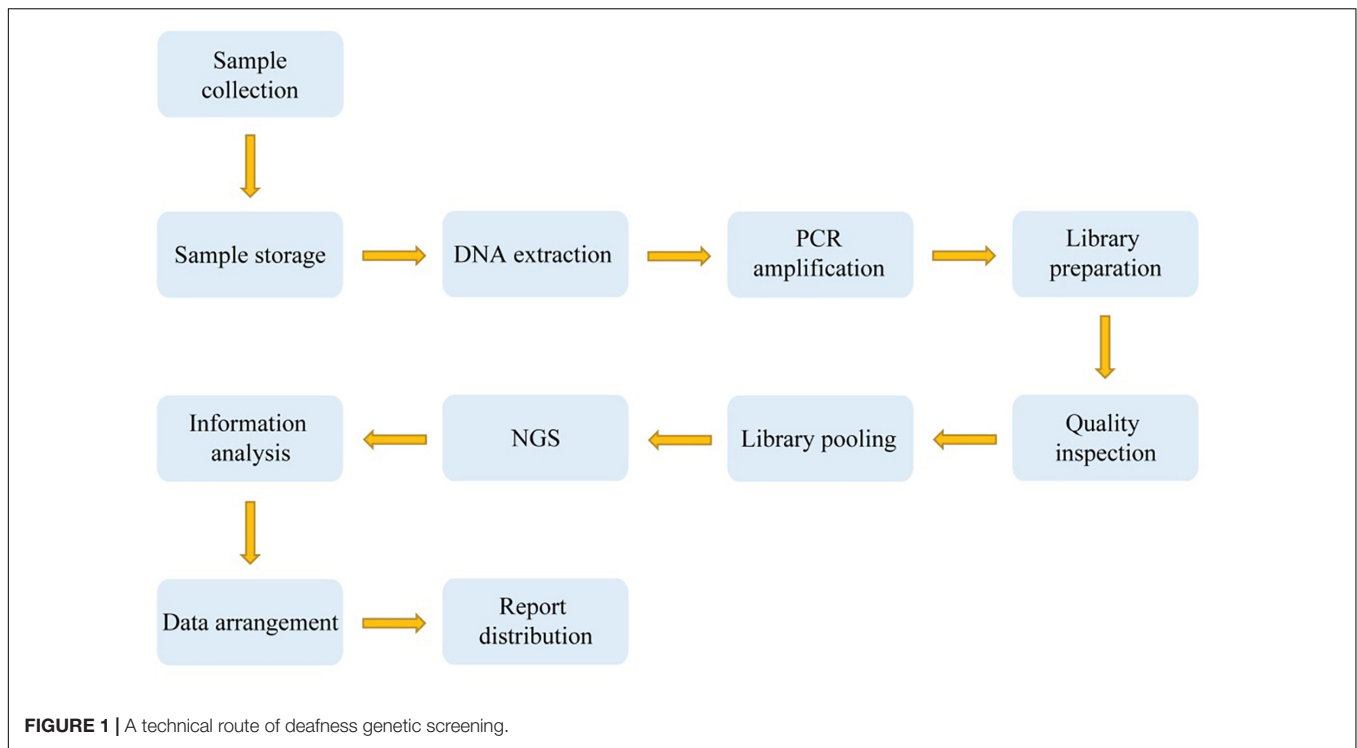 Sample
collection
Sample storage
DNA extraction
PCR
amplification
Library
preparation
Quality
inspection
Library pooling
NGS
Information
analysis
Data arrangement
Report
distribution
FIGURE 1 | A technical route of deafness genetic screening.